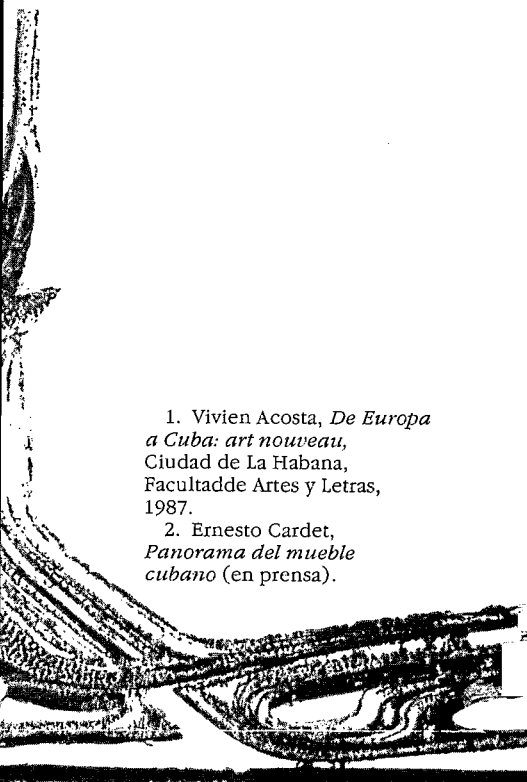 1. Vivien Acosta, De Europa
a Cuba: art nouveau,
Ciudad de La Habana,
Facultadde Artes y Letras,
1987.
2. Ernesto Cardet,
Panorama del mueble
cubano (en prensa).